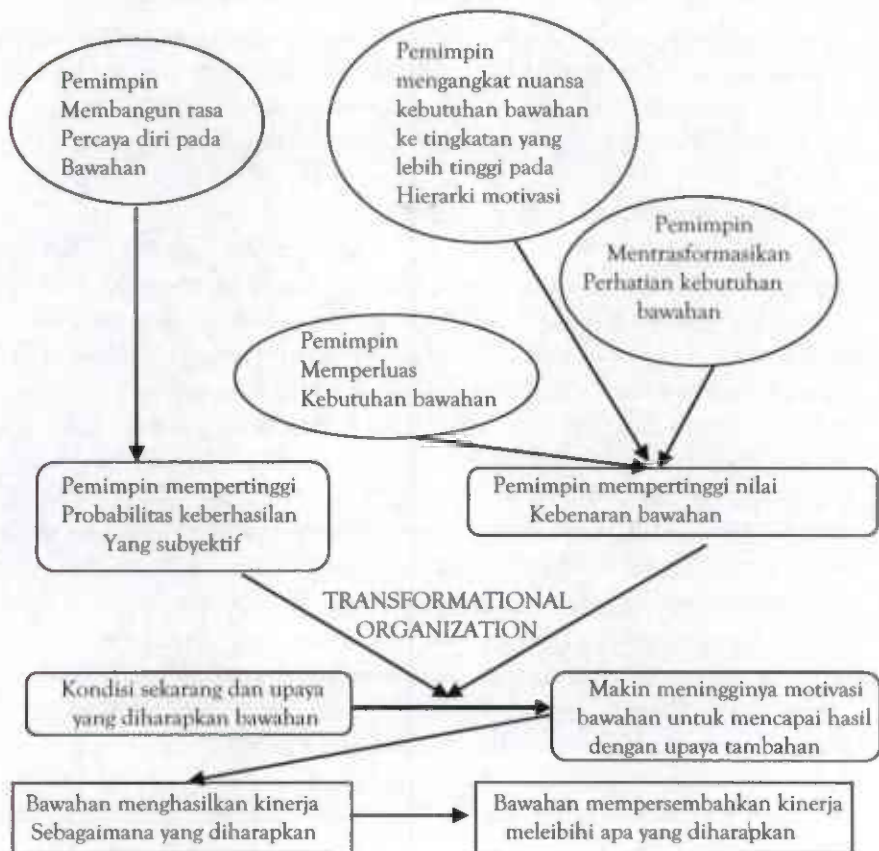 Pemimpin
Membangun rasa
Percaya diri pada
Bawahan
Pemimpin
mengangkat nuansa
kebutuhan bawahan
ke tingkatan yang
lebih tinggi pada
Hierarki motivasi
Pemimpin
Mentrasformasikan
Perhatian kebutuhan
bawahan
Pemimpin
Memperluas
Kebutuhan bawahan
Pemimpin mempertinggi
Probabilitas keberhasilan
Yang subyektif
Pemimpin mempertinggi nilai
Kebenaran bawahan
TRANSFORMATIONAL
ORGANIZATION
Kondisi sekarang dan upaya
yang diharapkan bawahan
Makin meningginya motivasi
bawahan untuk mencapai hasil
dengan upaya tambahan
Bawahan menghasilkan kinerja
Sebagaimana yang diharapkan
Bawahan mempersembahkan kinerja
meleibihi apa yang diharapkan